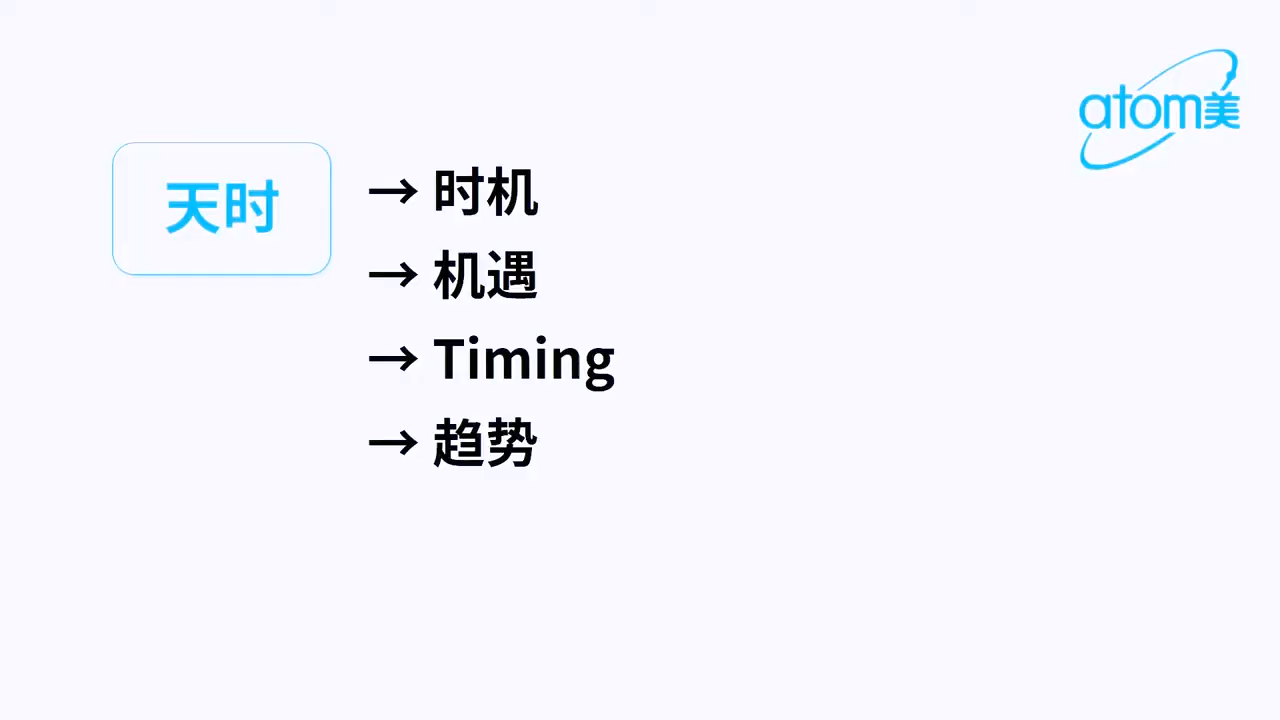 atom美
天时
→ 时机
→ 机遇
→ Timing
→ 趋势